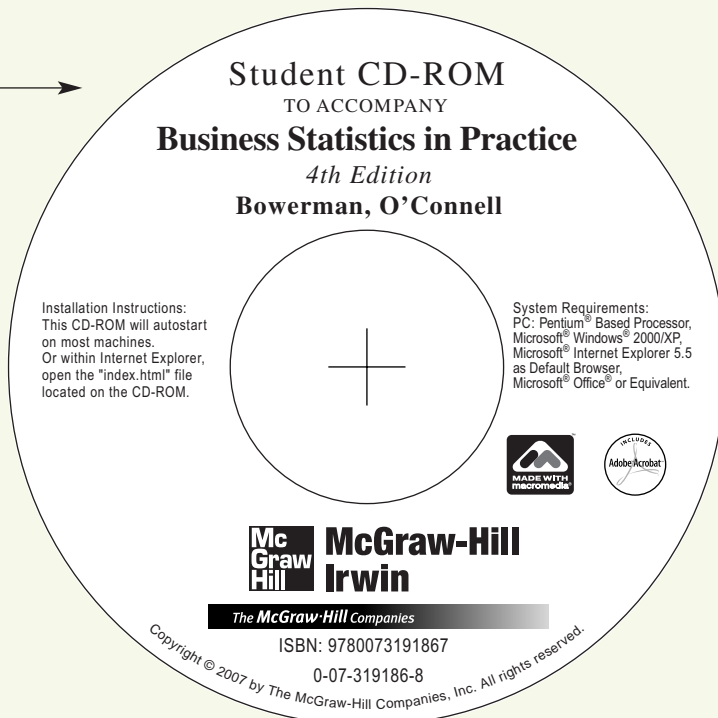 Student CD-ROM
TO ACCOMPANY
Business Statistics in Practice
4th Edition
Bowerman, O'Connell
Installation Instructions:
This CD-ROM will autostart
on most machines.
Or within Internet Explorer,
open the "index.html" file
located on the CD-ROM.
System Requirements:
PC: Pentium® Based Processor,
Microsoft® Windows® 2000/XP,
Microsoft® Internet Explorer 5.5
as Default Browser,
Microsoft® Office® or Equivalent.
MADE WITH
macromedia®
™
INCLUDES
Adobe Acrobat
Mc
Graw
Hill
McGraw-Hill
Irwin
The McGraw·Hill Companies
ISBN: 9780073191867
0-07-319186-8
Copyright © 2007 by The McGraw-Hill Companies, Inc. All rights reserved.